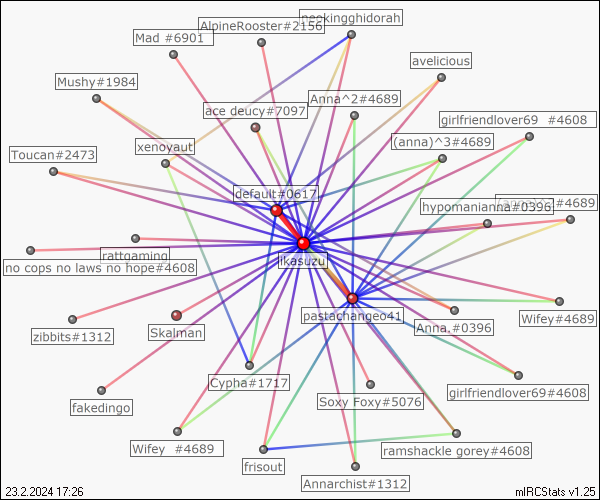 neokingghidorah
AlpineRooster#2156
Mad #6901
avelicious
Mushy#1984
Anna^2#4689
ace deucy#7097
girlfriendlover69 #4608
(anna)^3#4689
xenoyaut
Toucan#2473
default#0617
#4689
hypomanianna#0396
rattgaming
ikasuzu
no cops no laws no hope#4608
pastachangeo41
Wifey#4689
Anna.#0396
zibbits#1312
Skalman
Cypha#1717
girlfriendlover69#4608
Soxy Foxy#5076
fakedingo
Wifey #4689
ramshackle gorey#4608
frisout
Annarchist#1312
23.2.2024 17:26
mIRCStats v1.25